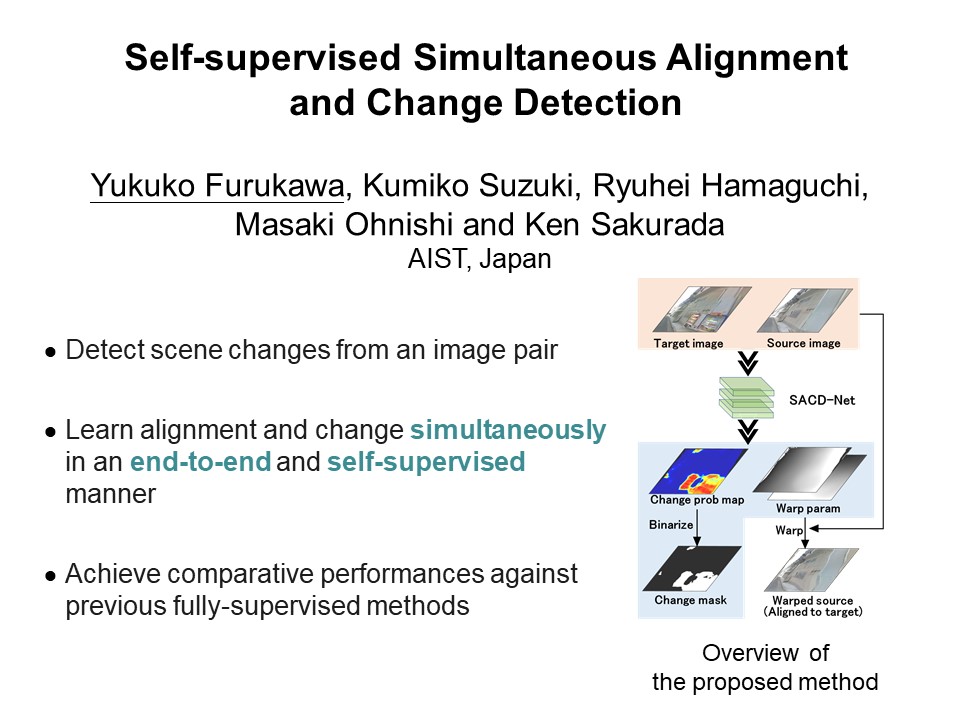 Self-supervised Simultaneous Alignment
and Change Detection
Yukuko Furukawa, Kumiko Suzuki, Ryuhei Hamaguchi,
Masaki Ohnishi and Ken Sakurada
AIST, Japan
● Detect scene changes from an image pair
● Learn alignment and change simultaneously
in an end-to-end and self-supervised
manner
● Achieve comparative performances against
previous fully-supervised methods
Target image
Source image
SACD-Net
Change prob map
Warp param
Binarize
Warp
Change mask
Warped source
(Aligned to target)
Overview of
the proposed method